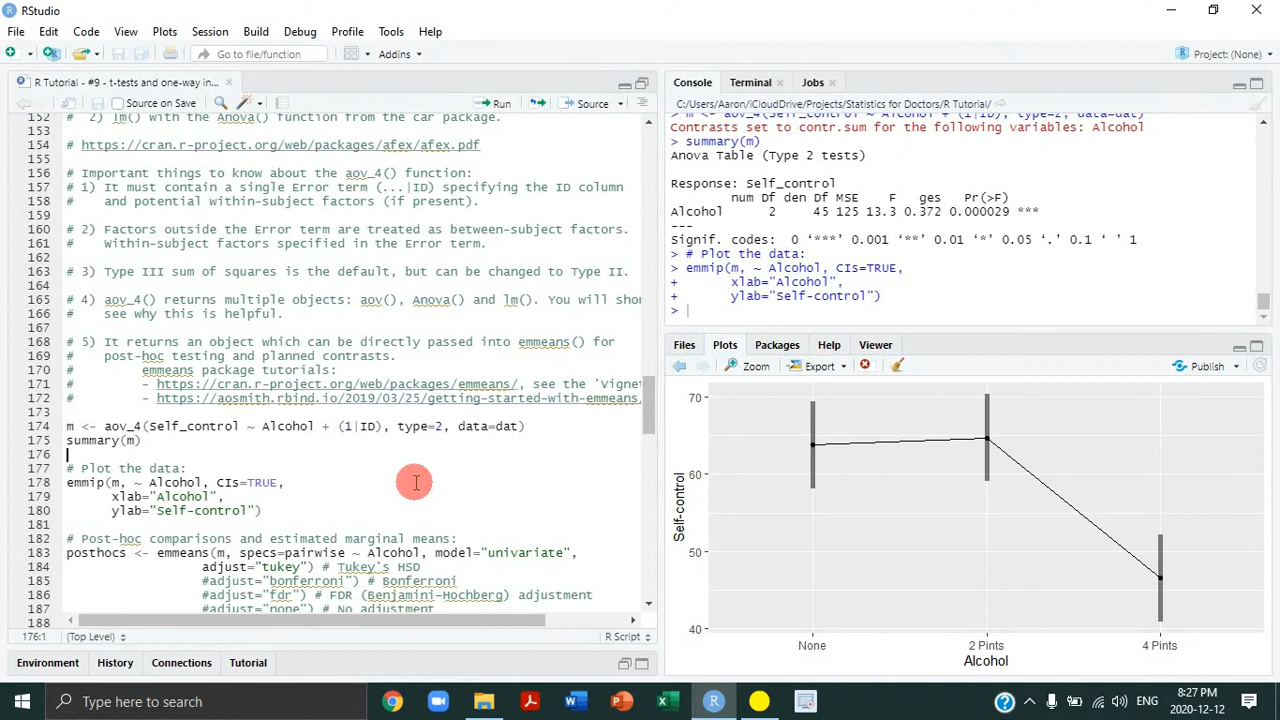 RStudio
File Edit Code View Plots Session Build Debug Profile Tools Help
Go to file/function
Addins
Project: (None)
R Tutorial - #9 - t-tests and one-way in...
Source on Save
Run
Source
152 # 2) lm() with the Anova() function from the car package.
153
154 # https://cran.r-project.org/web/packages/afex/afex.pdf
155
156 # Important things to know about the aov_4() function:
157 # 1) It must contain a single Error term (...|ID) specifying the ID column
158 # and potential within-subject factors (if present).
159
160 # 2) Factors outside the Error term are treated as between-subject factors.
161 # within-subject factors specified in the Error term.
162
163 # 3) Type III sum of squares is the default, but can be changed to Type II.
164
165 # 4) aov_4() returns multiple objects: aov(), Anova() and lm(). You will shor
166 # see why this is helpful.
167
168 # 5) It returns an object which can be directly passed into emmeans() for
169 # post-hoc testing and planned contrasts.
170 # emmeans package tutorials:
171 # - https://cran.r-project.org/web/packages/emmeans/, see the 'Vignet
172 # - https://aosmith.rbind.io/2019/03/25/getting-started-with-emmeans/
173
174 m <- aov_4(Self_control ~ Alcohol + (1|ID), type=2, data=dat)
175 summary(m)
176
177 # Plot the data:
178 emmip(m, ~ Alcohol, CIs=TRUE,
179 xlab="Alcohol",
180 ylab="Self-control")
181
182 # Post-hoc comparisons and estimated marginal means:
183 posthocs <- emmeans(m, specs=pairwise ~ Alcohol, model="univariate",
184 adjust="tukey") # Tukey's HSD
185 #adjust="bonferroni") # Bonferroni
186 #adjust="fdr") # FDR (Benjamini-Hochberg) adjustment
187 #adjust="none") # No adjustment
188
176:1 (Top Level) R Script
Environment History Connections Tutorial
Console Terminal Jobs
C:/Users/Aaron/iCloudDrive/Projects/Statistics for Doctors/R Tutorial/
> m <- aov_4(Self_control ~ Alcohol + (1|ID), type=2, data=dat)
Contrasts set to contr.sum for the following variables: Alcohol
> summary(m)
Anova Table (Type 2 tests)
Response: Self_control
num Df den Df MSE F ges Pr(>F)
Alcohol 2 45 125 13.3 0.372 0.000029 ***
---
Signif. codes: 0 ‘***’ 0.001 ‘**’ 0.01 ‘*’ 0.05 ‘.’ 0.1 ‘ ’ 1
> # Plot the data:
> emmip(m, ~ Alcohol, CIs=TRUE,
+ xlab="Alcohol",
+ ylab="Self-control")
>
Files Plots Packages Help Viewer
Zoom Export Publish
70
60
50
40
Self-control
None 2 Pints 4 Pints
Alcohol
Type here to search
ENG
8:27 PM
2020-12-12